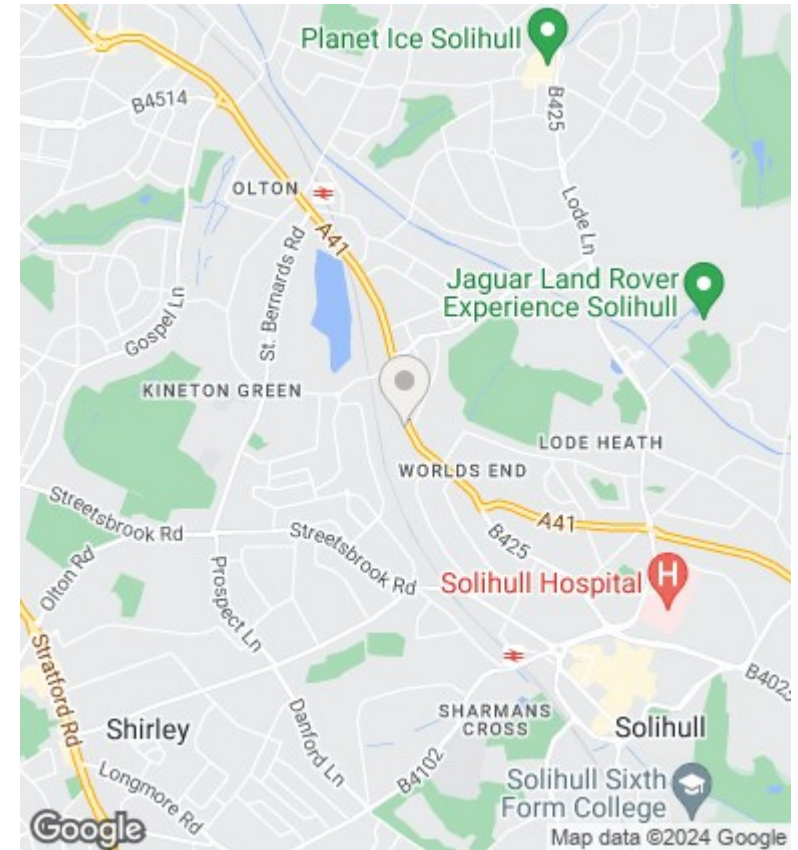 Planet Ice Solihull
B4514
B425
OLTON
Lode Ln
A41
St. Bernards Rd
Jaguar Land Rover
Experience Solihull
Gospel Ln
KINETON GREEN
LODE HEATH
WORLDS END
Streetsbrook Rd
A41
Streetsbrook Rd
B425
Olton Rd
Prospect Ln
Solihull Hospital
H
Stratford Rd
B4025
Shirley
Danford Ln
SHARMANS
CROSS
Solihull
B4102
Longmore Rd
Solihull Sixth
Form College
Google
Map data ©2024 Google